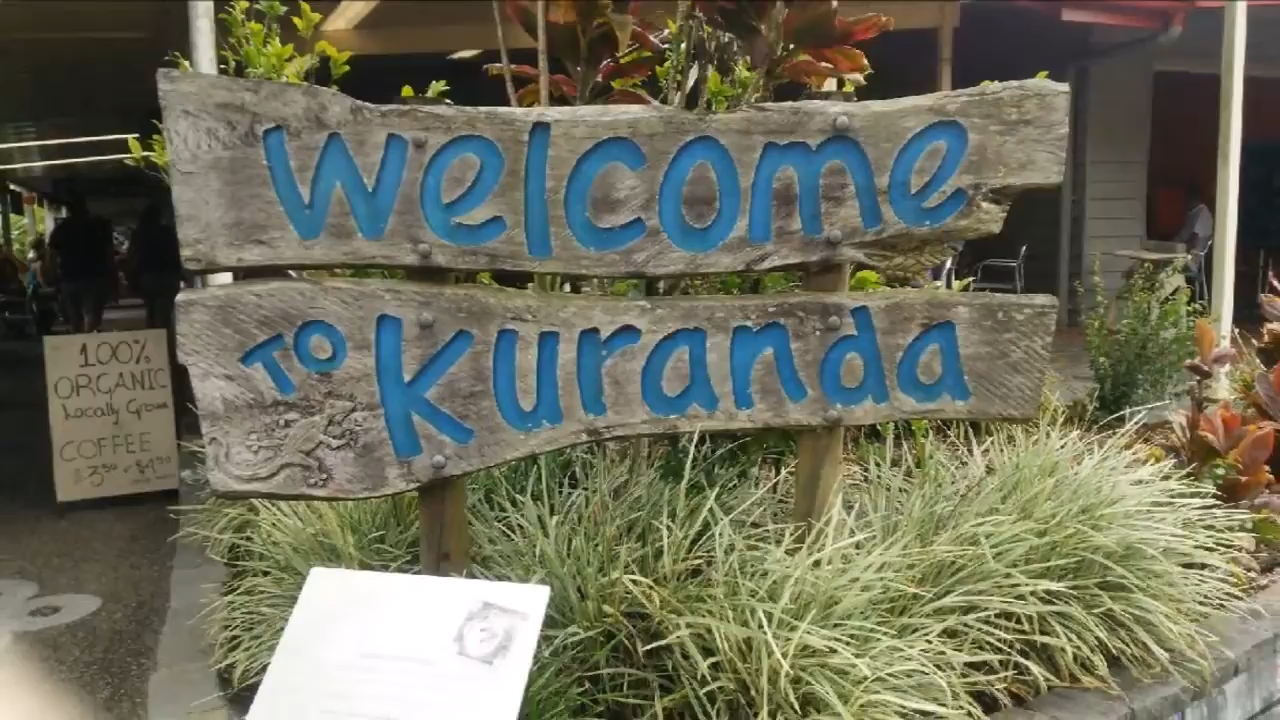 Welcome
TO Kuranda
100%
ORGANIC
Locally Grown
COFFEE